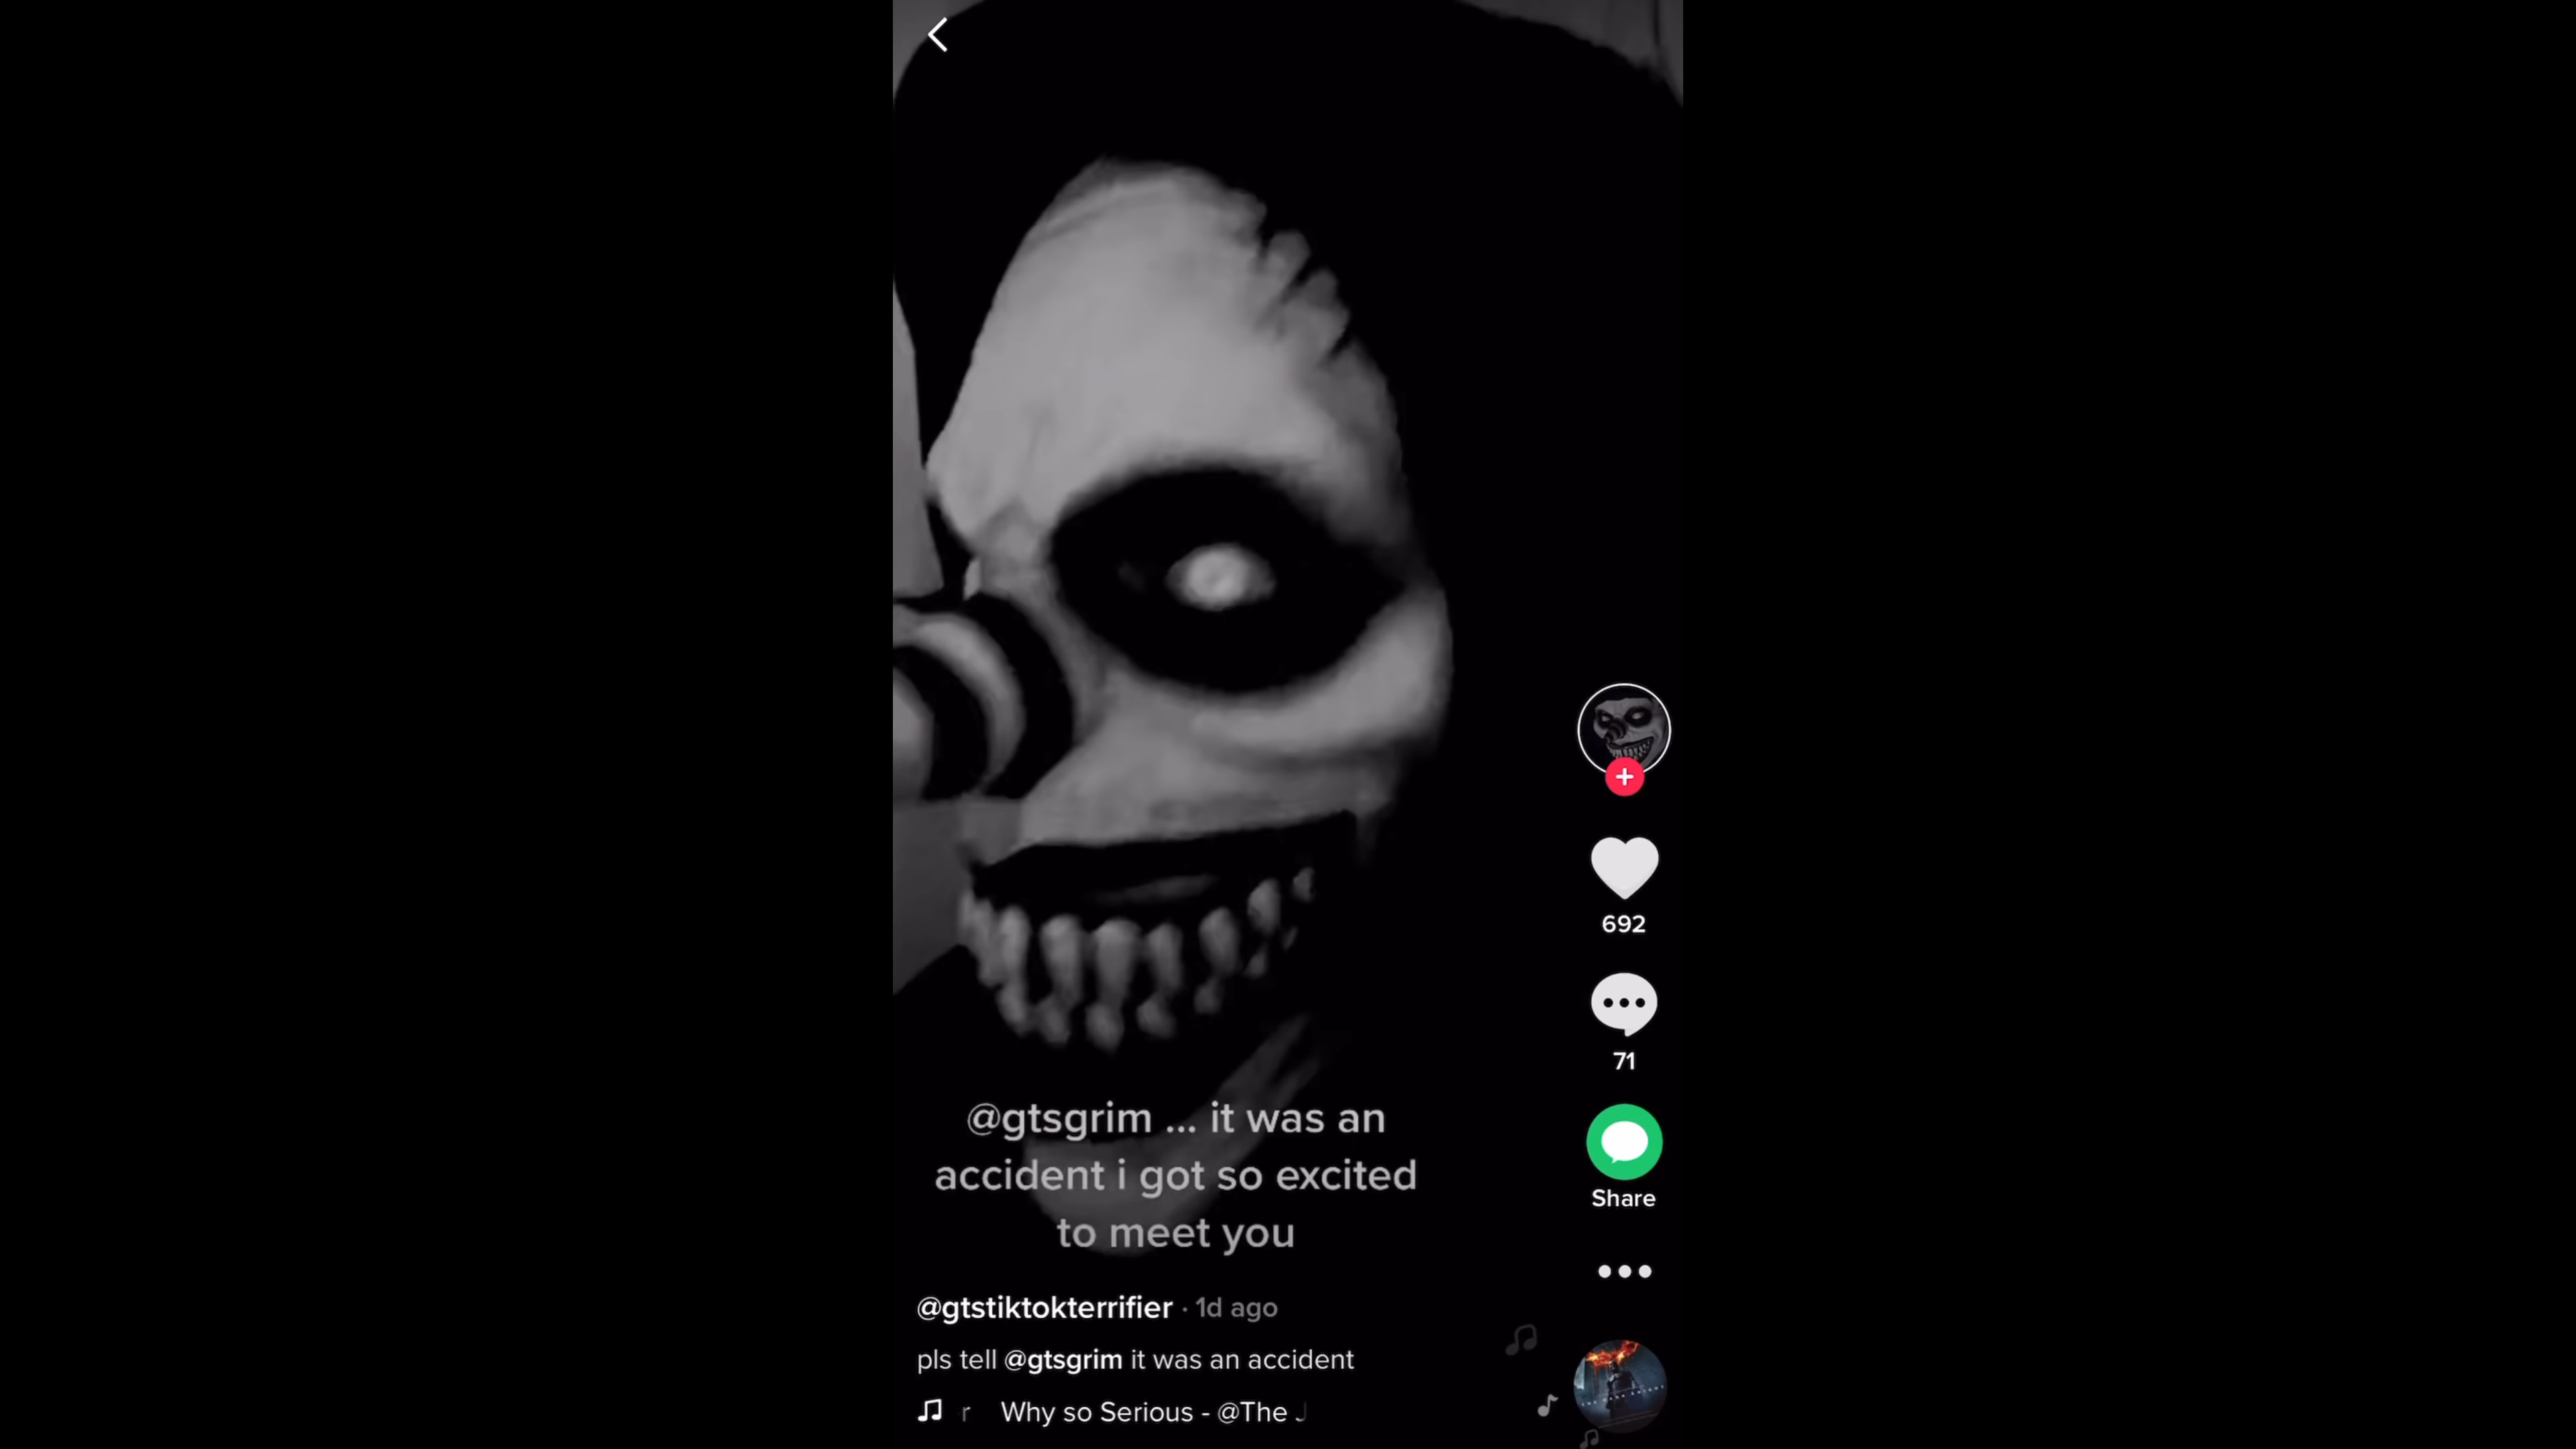 692
71
Share
@gtsgrim ... it was an
accident i got so excited
to meet you
@gtstiktokterrifier · 1d ago
pls tell @gtsgrim it was an accident
r Why so Serious - @The J